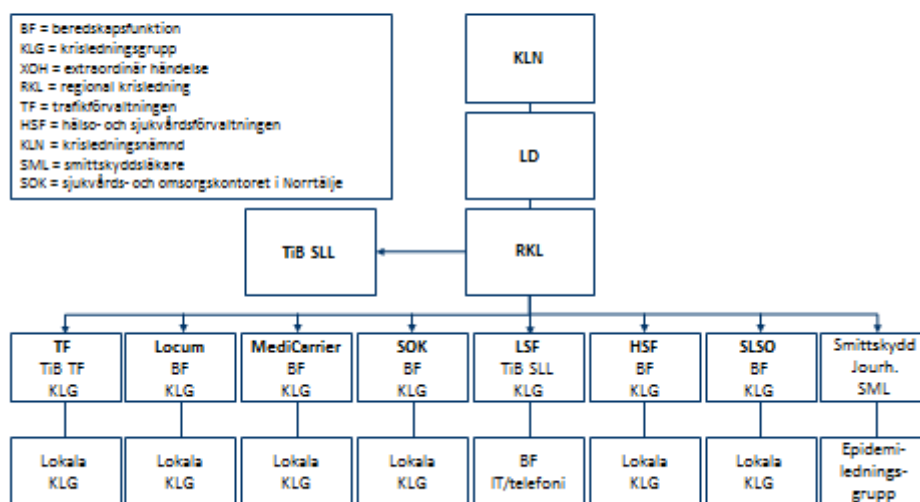 BF = beredskapsfunktion
KLG = krisledningsgrupp
XOH = extraordinär händelse
RKL = regional krisledning
TF = trafikförvaltningen
HSF = hälso- och sjukvårdsförvaltningen
KLN = krisledningsnämnd
SML = smittskyddsläkare
SOK = sjukvårds- och omsorgskontoret i Norrtälje
KLN
LD
TiB SLL
RKL
TF
TiB TF
KLG
Locum
BF
KLG
MediCarrier
BF
KLG
SOK
BF
KLG
LSF
TiB SLL
KLG
HSF
BF
KLG
SLSO
BF
KLG
Smittskydd
Jourh.
SML
Lokala
KLG
Lokala
KLG
Lokala
KLG
Lokala
KLG
BF
IT/telefoni
Lokala
KLG
Lokala
KLG
Epidemi-
lednings-
grupp